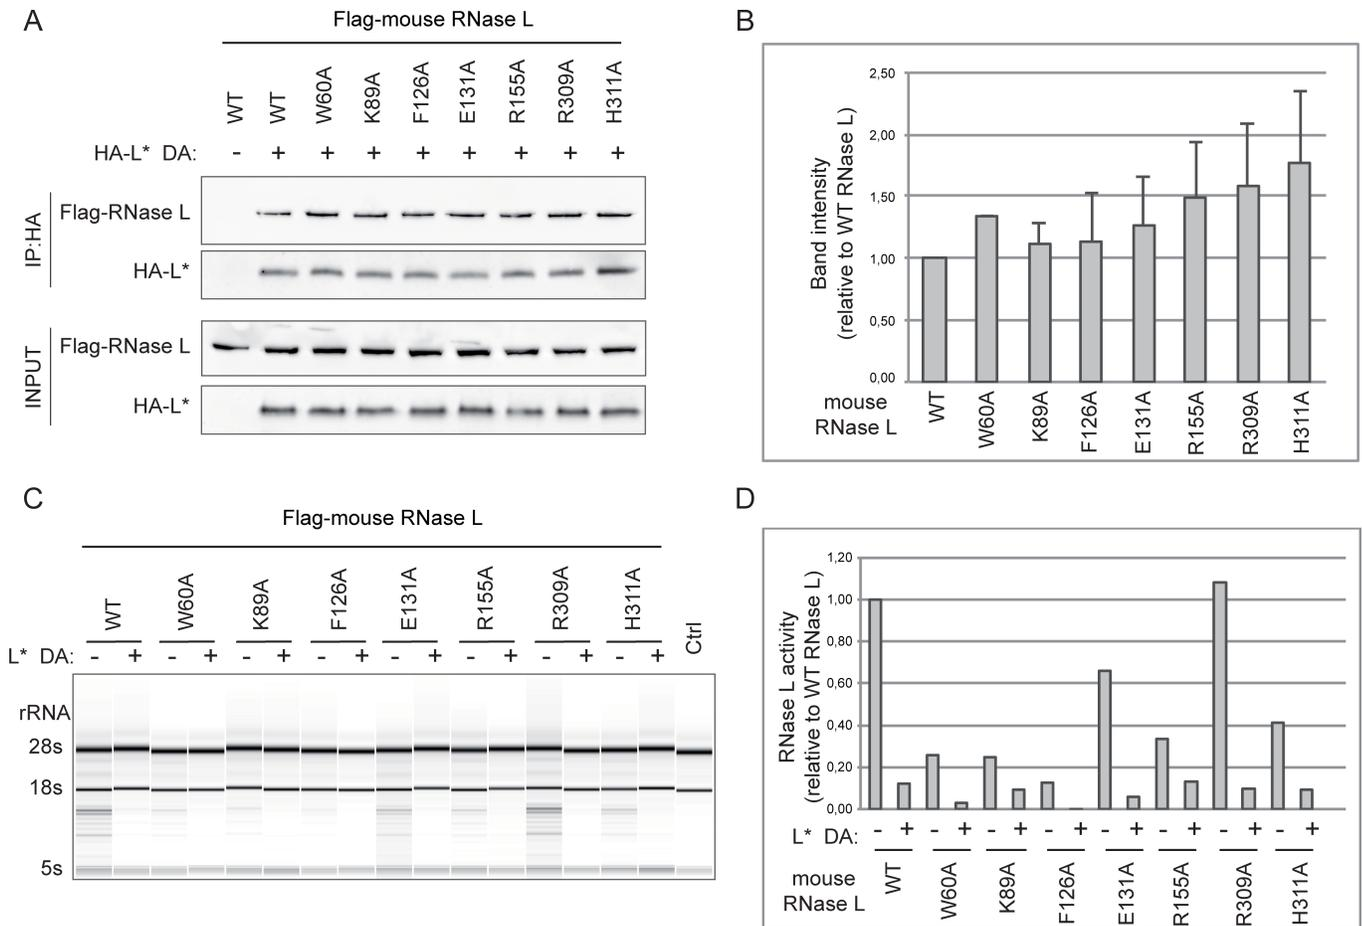 A
Flag-mouse RNase L
WT WT W60A K89A F126A E131A R155A R309A H311A
HA-L* DA: - + + + + + + + +
IP:HA
Flag-RNase L
HA-L*
INPUT
Flag-RNase L
HA-L*
B
Band intensity
(relative to WT RNase L)
2,50
2,00
1,50
1,00
0,50
0,00
mouse
RNase L
WT W60A K89A F126A E131A R155A R309A H311A
C
Flag-mouse RNase L
WT W60A K89A F126A E131A R155A R309A H311A Ctrl
L* DA: - + - + - + - + - + - + - + - +
rRNA
28s
18s
5s
D
RNase L activity
(relative to WT RNase L)
1,20
1,00
0,80
0,60
0,40
0,20
0,00
L* DA: - + - + - + - + - + - + - + - +
mouse
RNase L
WT W60A K89A F126A E131A R155A R309A H311A